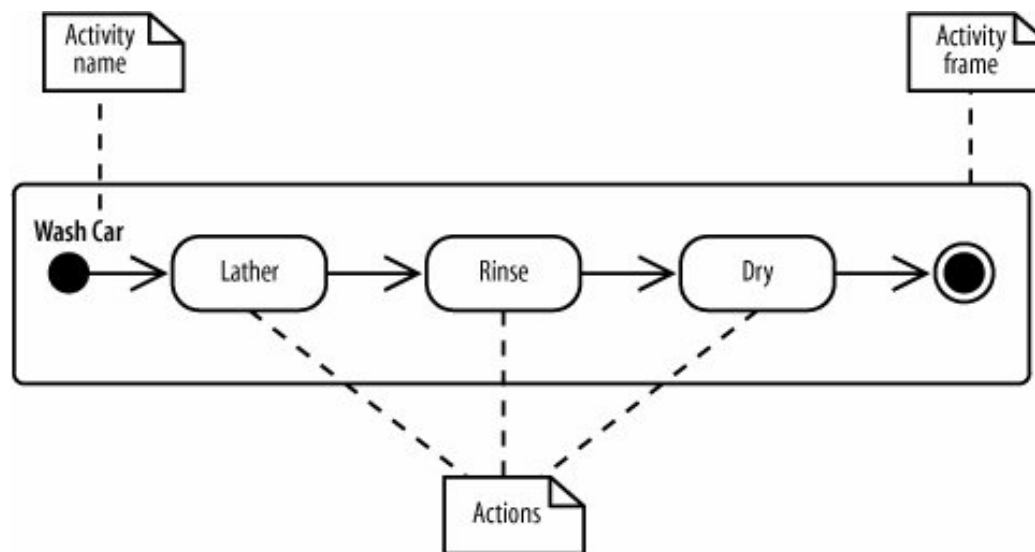 Activity
name
Activity
frame
Wash Car
Lather
Rinse
Dry
Actions